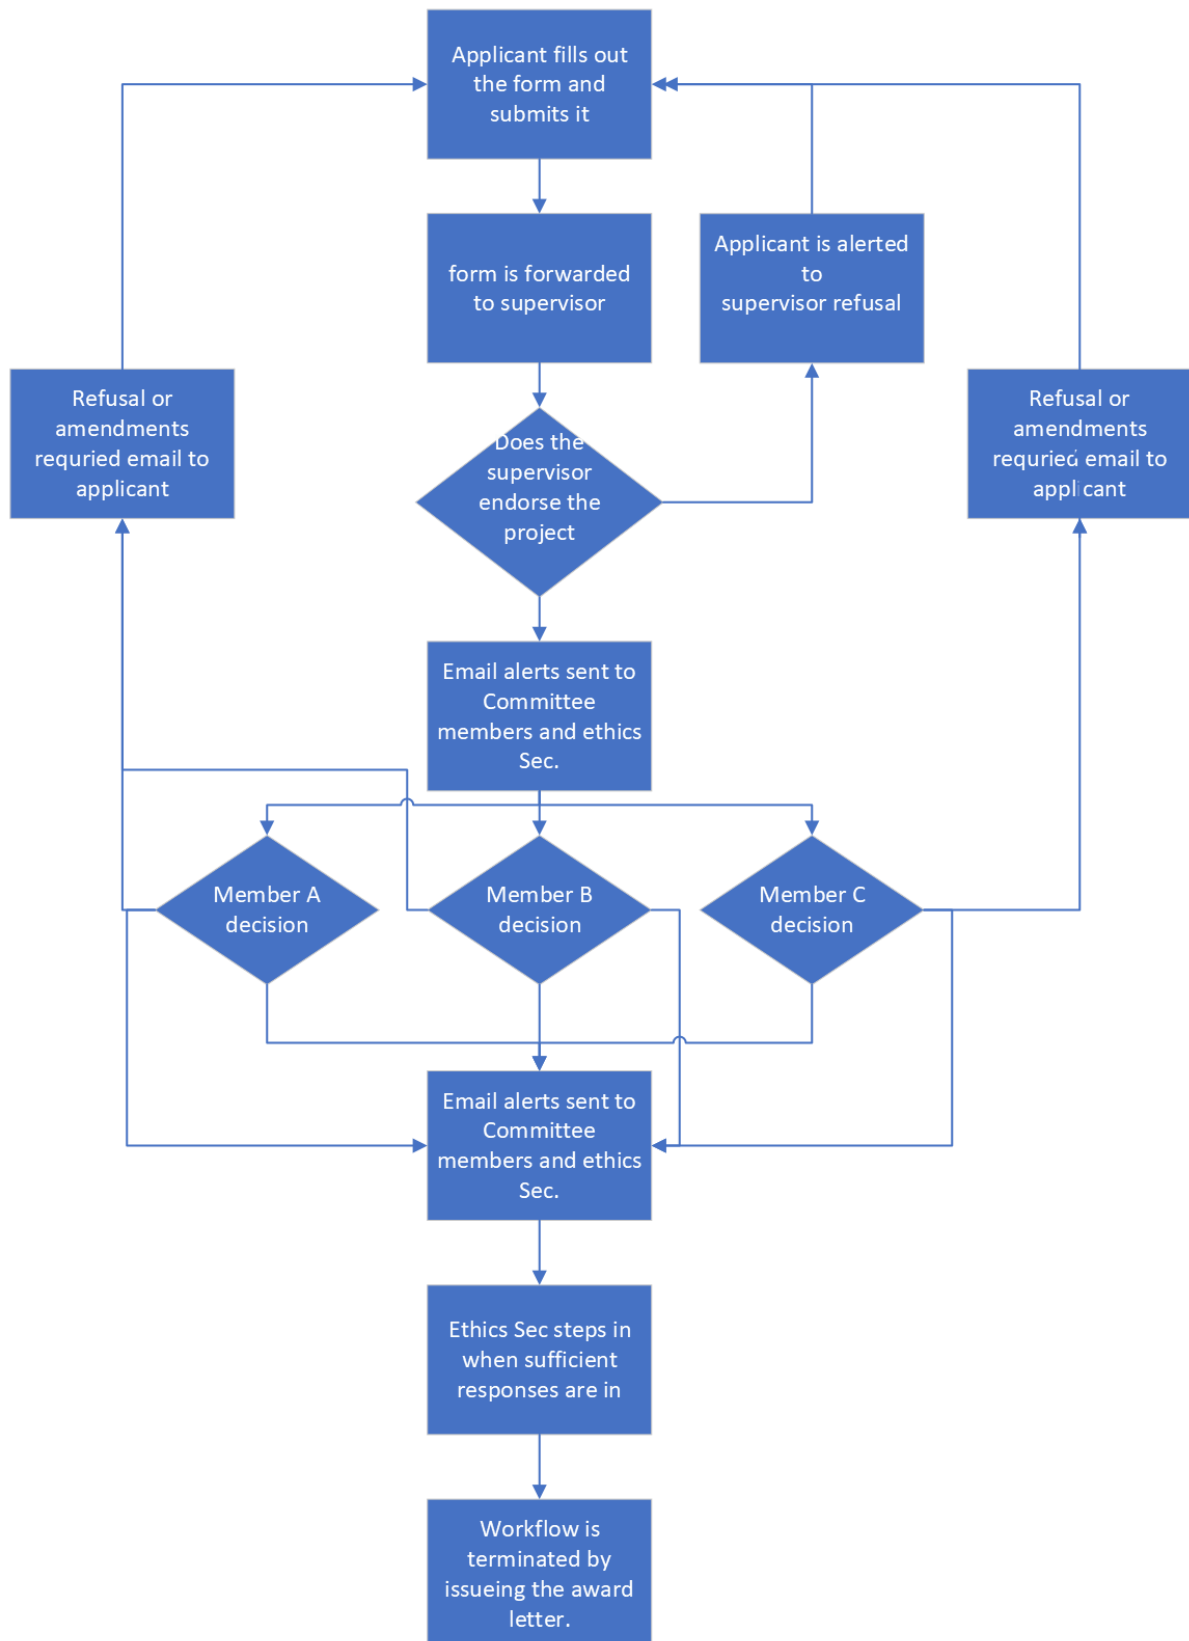 Applicant fills out
the form and
submits it
form is forwarded
to supervisor
Applicant is alerted
to
supervisor refusal
Refusal or
amendments
requried email to
applicant
Does the
supervisor
endorse the
project
Refusal or
amendments
requried email to
applicant
Email alerts sent to
Committee
members and ethics
Sec.
Member A
decision
Member B
decision
Member C
decision
Email alerts sent to
Committee
members and ethics
Sec.
Ethics Sec steps in
when sufficient
responses are in
Workflow is
terminated by
issueing the award
letter.